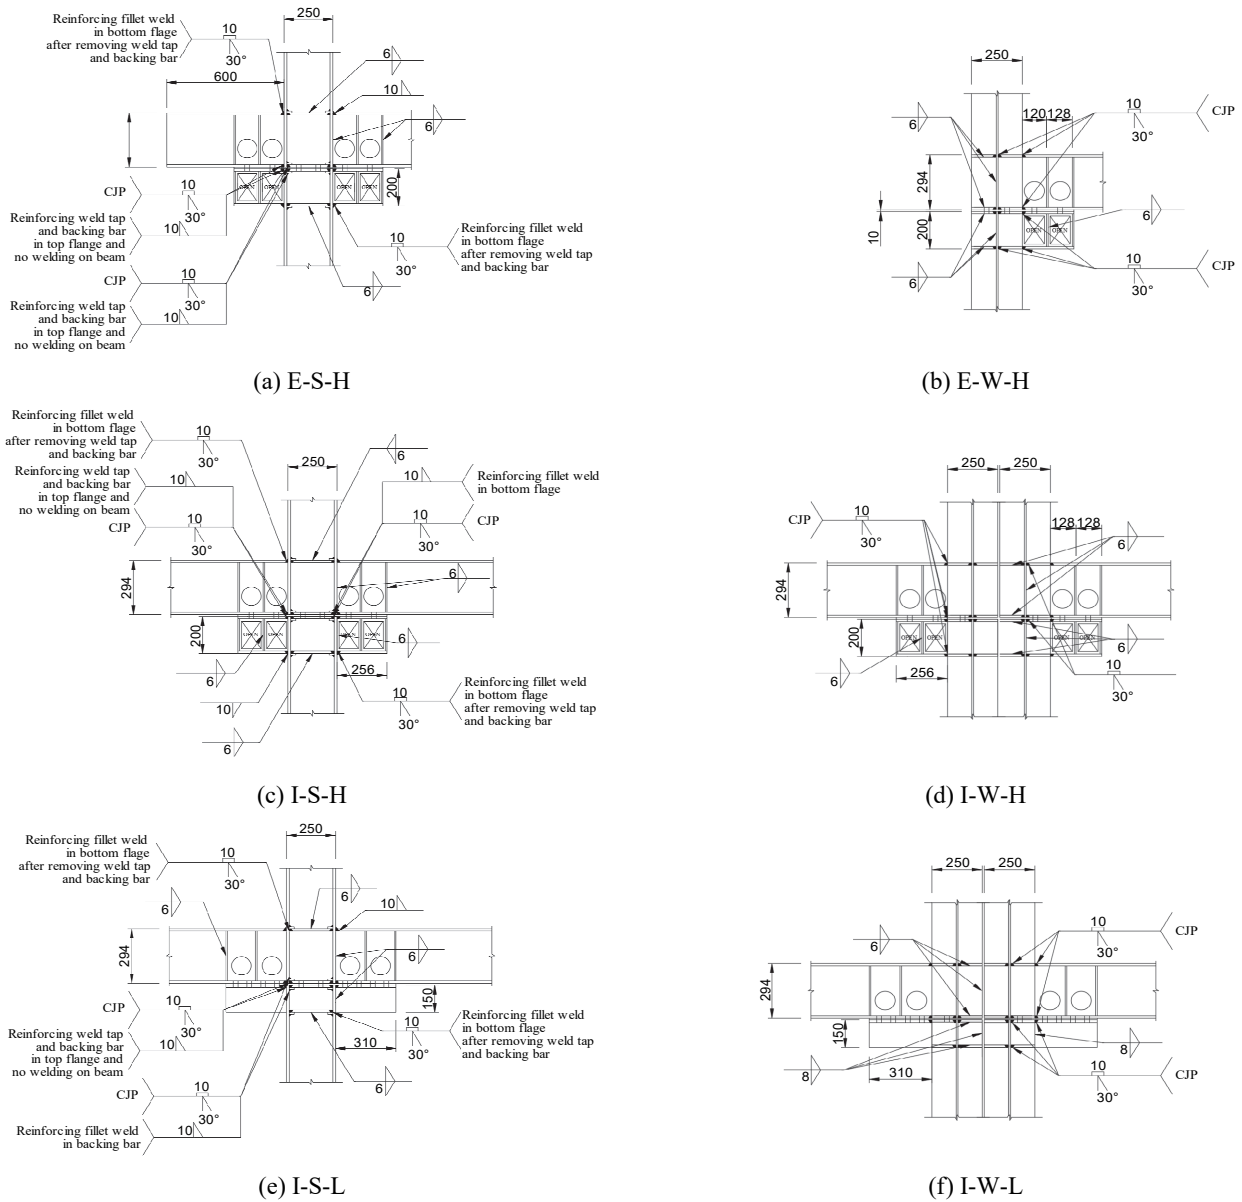 Reinforcing fillet weld
in bottom flage
after removing weld tap
and backing bar
10
30°
250
600
6
10
6
CJP
10
30°
Reinforcing weld tap
and backing bar
in top flange and
no welding on beam
10
OPEN
OPEN
200
CJP
10
30°
Reinforcing weld tap
and backing bar
in top flange and
no welding on beam
10
10
30°
Reinforcing fillet weld
in bottom flage
after removing weld tap
and backing bar
6
(a) E-S-H
250
6
120
128
10
30°
CJP
294
200
10
6
OPEN
OPEN
6
10
30°
CJP
(b) E-W-H
Reinforcing fillet weld
in bottom flage
after removing weld tap
and backing bar
10
30°
250
6
Reinforcing weld tap
and backing bar
in top flange and
no welding on beam
10
10
Reinforcing fillet weld
in bottom flage
CJP
10
30°
10
30°
CJP
294
6
200
OPEN
OPEN
6
256
6
10
6
10
30°
Reinforcing fillet weld
in bottom flage
after removing weld tap
and backing bar
(c) I-S-H
250
250
CJP
10
30°
128
128
6
294
200
OPEN
OPEN
OPEN
OPEN
6
6
256
10
30°
CJP
(d) I-W-H
Reinforcing fillet weld
in bottom flage
after removing weld tap
and backing bar
10
30°
250
6
6
10
294
6
CJP
10
30°
150
Reinforcing weld tap
and backing bar
in top flange and
no welding on beam
10
310
10
30°
Reinforcing fillet weld
in bottom flage
after removing weld tap
and backing bar
CJP
10
30°
6
Reinforcing fillet weld
in backing bar
10
(e) I-S-L
250
250
6
10
30°
CJP
294
150
8
310
8
10
30°
CJP
(f) I-W-L